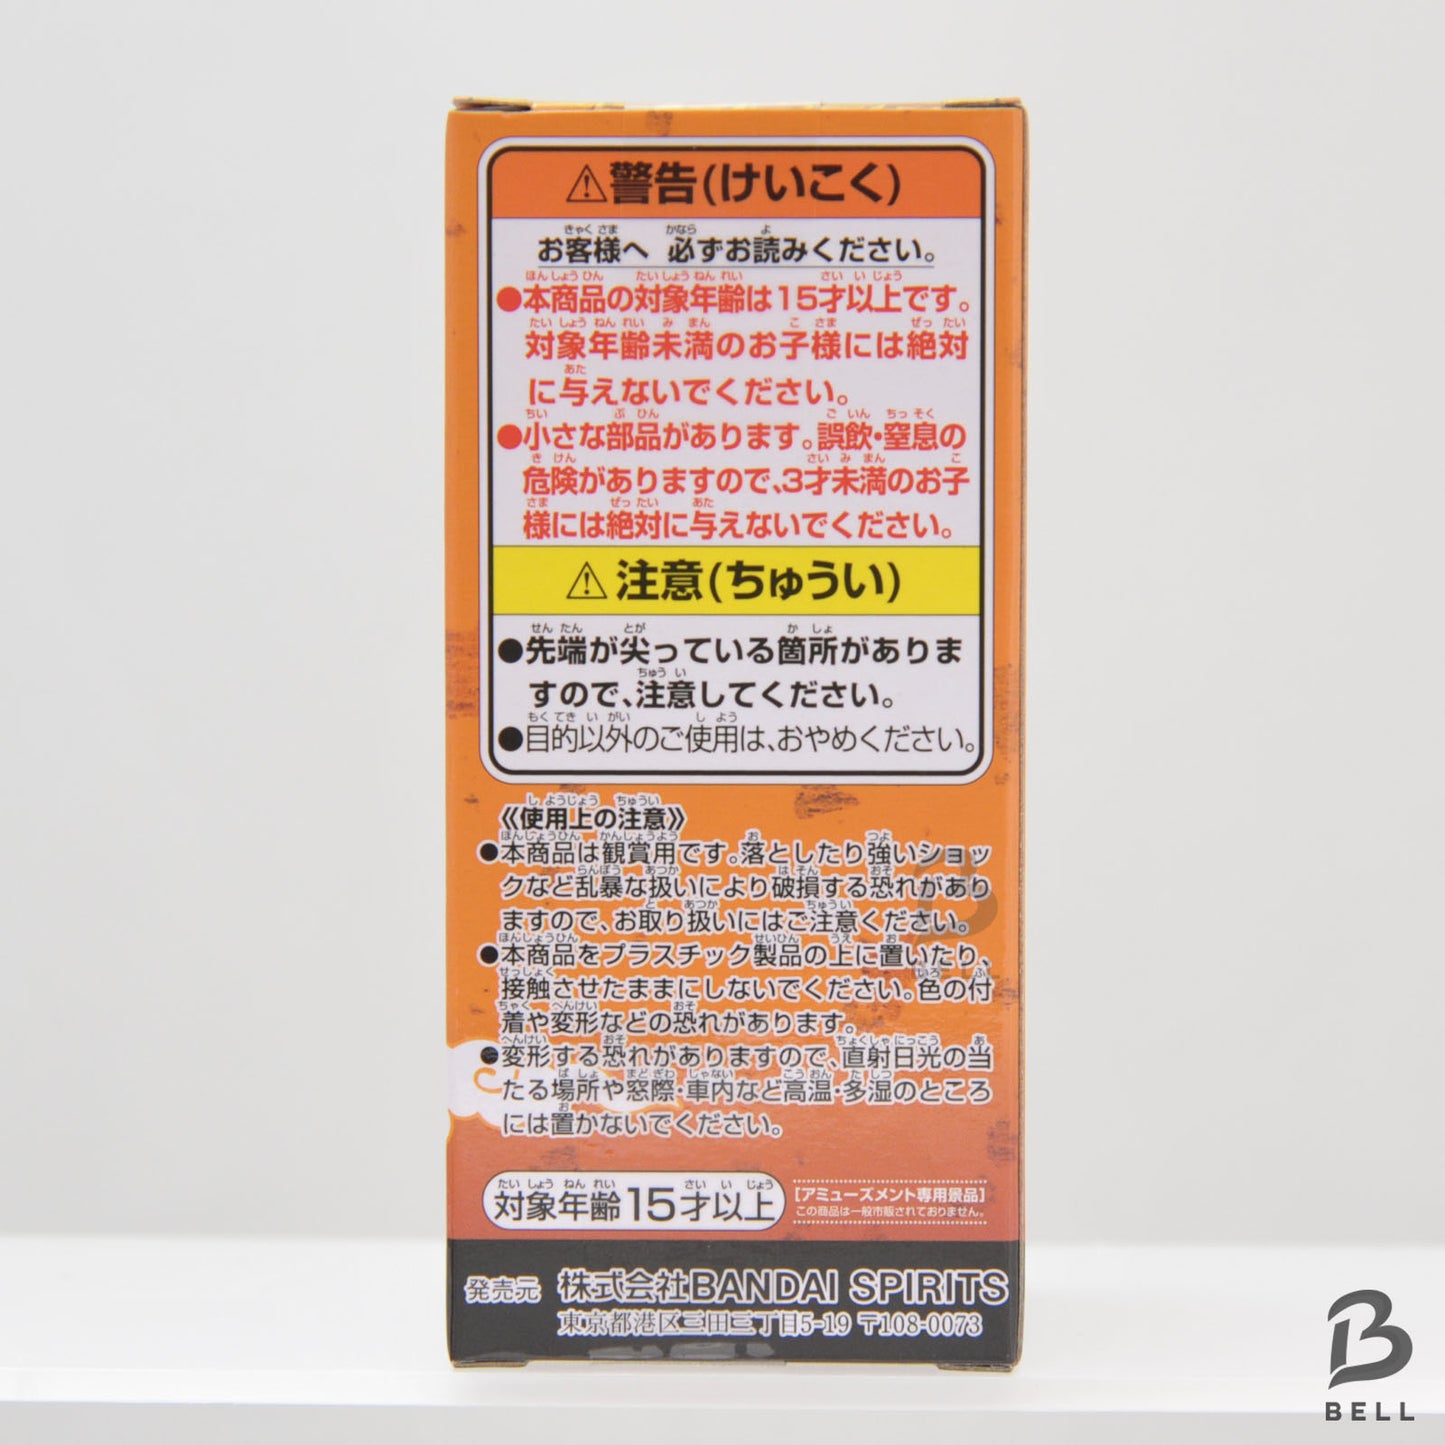 ⚠警告(けいこく)
お客様へ 必ずお読みください。
●本商品の対象年齢は15才以上です。
対象年齢未満のお子様には絶対
に与えないでください。
●小さな部品があります。誤飲・窒息の
危険がありますので、3才未満のお子
様には絶対に与えないでください。
⚠注意(ちゅうい)
●先端が尖っている箇所がありま
すので、注意してください。
●目的以外のご使用は、おやめください。
《使用上の注意》
●本商品は観賞用です。落としたり強いショッ
クなど乱暴な扱いにより破損する恐れがあり
ますので、お取り扱いにはご注意ください。
●本商品をプラスチック製品の上に置いたり、
接触させたままにしないでください。色の付
着や変形などの恐れがあります。
●変形する恐れがありますので、直射日光の当
たる場所や窓際・車内など高温・多湿のところ
には置かないでください。
対象年齢15才以上
[アミューズメント専用景品]
この商品は一般市販されておりません。
発売元 株式会社BANDAI SPIRITS
東京都港区三田三丁目5-19 〒108-0073
BELL
BELL